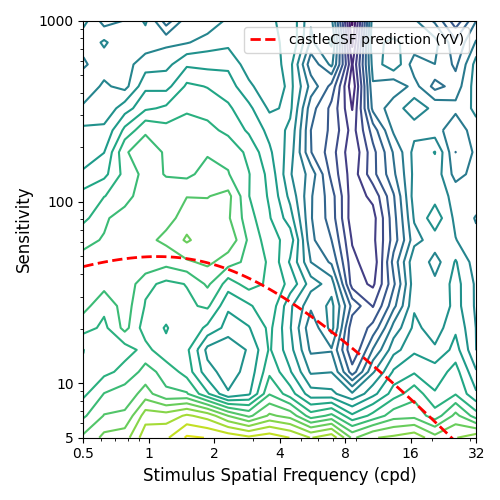 1000
castleCSF prediction (YV)
100
Sensitivity
10
5
0.5 1 2 4 8 16 32
Stimulus Spatial Frequency (cpd)